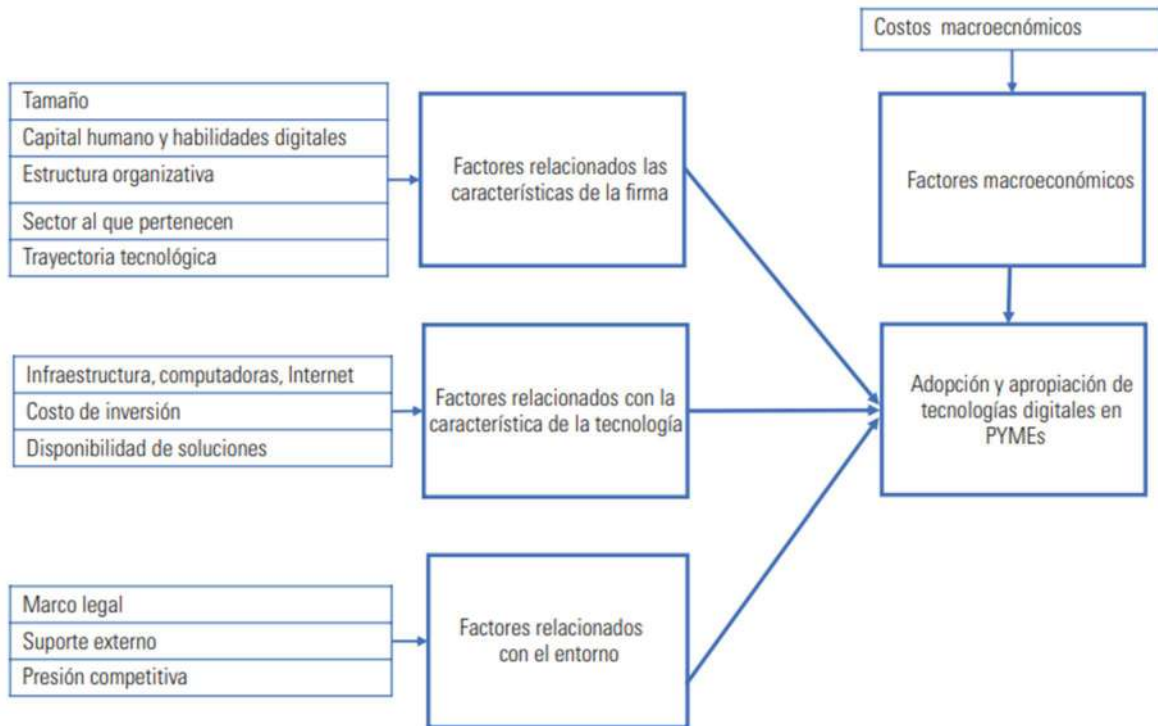 Costos macroecnómicos
Tamaño
Capital humano y habilidades digitales
Estructura organizativa
Sector al que pertenecen
Trayectoria tecnológica
Factores relacionados las
características de la firma
Factores macroeconómicos
Infraestructura, computadoras, Internet
Costo de inversión
Disponibilidad de soluciones
Factores relacionados con la
característica de la tecnología
Adopción y apropiación de
tecnologías digitales en
PYMEs
Marco legal
Suporte externo
Presión competitiva
Factores relacionados
con el entorno